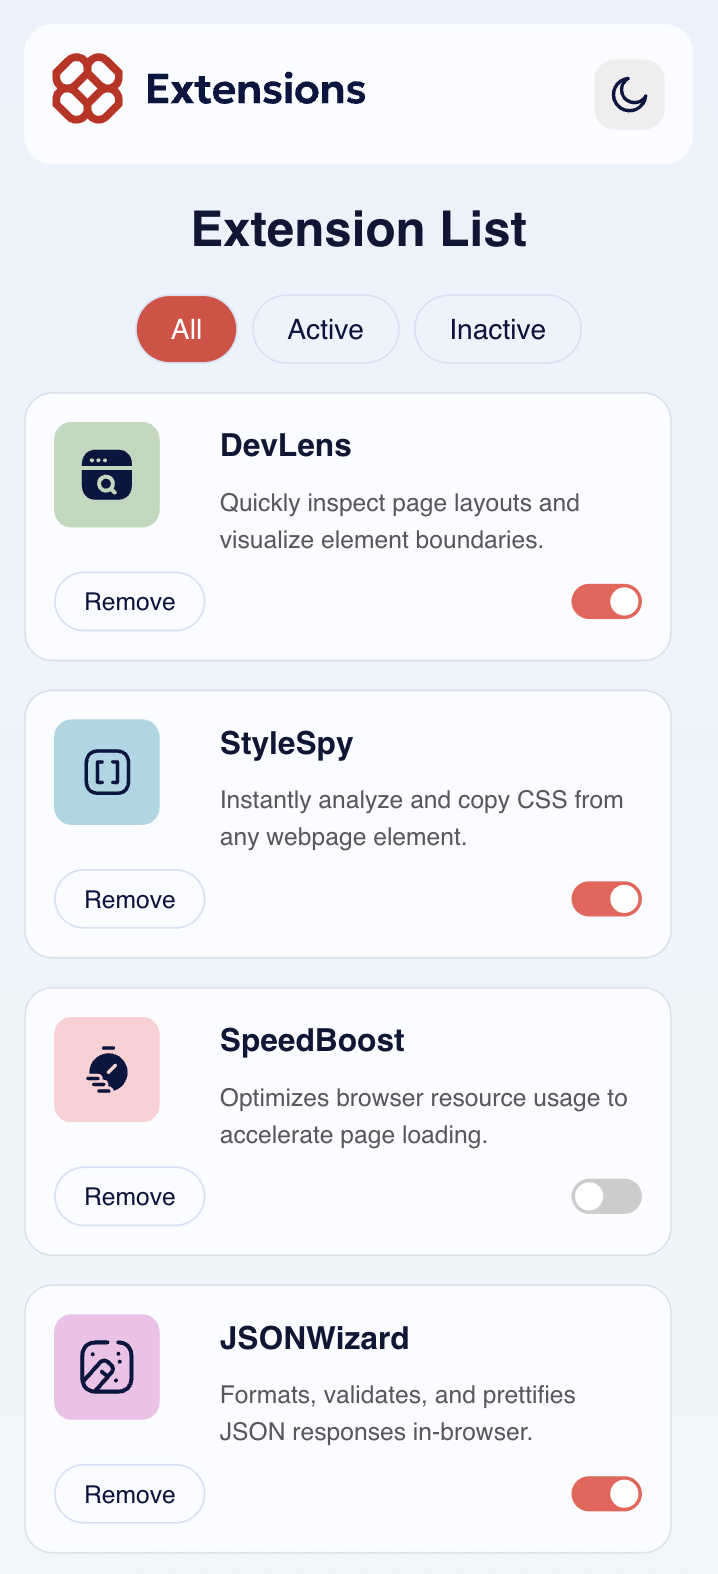 Extensions
Extension List
All
Active
Inactive
DevLens
Quickly inspect page layouts and
visualize element boundaries.
Remove
StyleSpy
Instantly analyze and copy CSS from
any webpage element.
Remove
SpeedBoost
Optimizes browser resource usage to
accelerate page loading.
Remove
JSONWizard
Formats, validates, and prettifies
JSON responses in-browser.
Remove